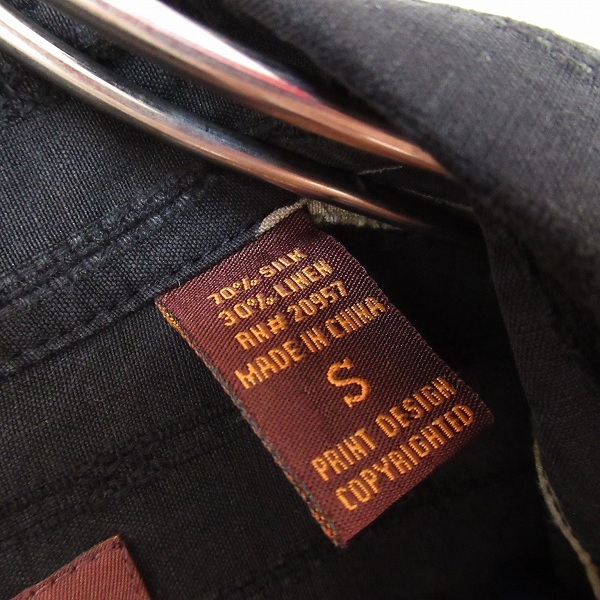 70% SILK
30% LINEN
RN# 20957
MADE IN CHINA
S
PRINT DESIGN
COPYRIGHTED